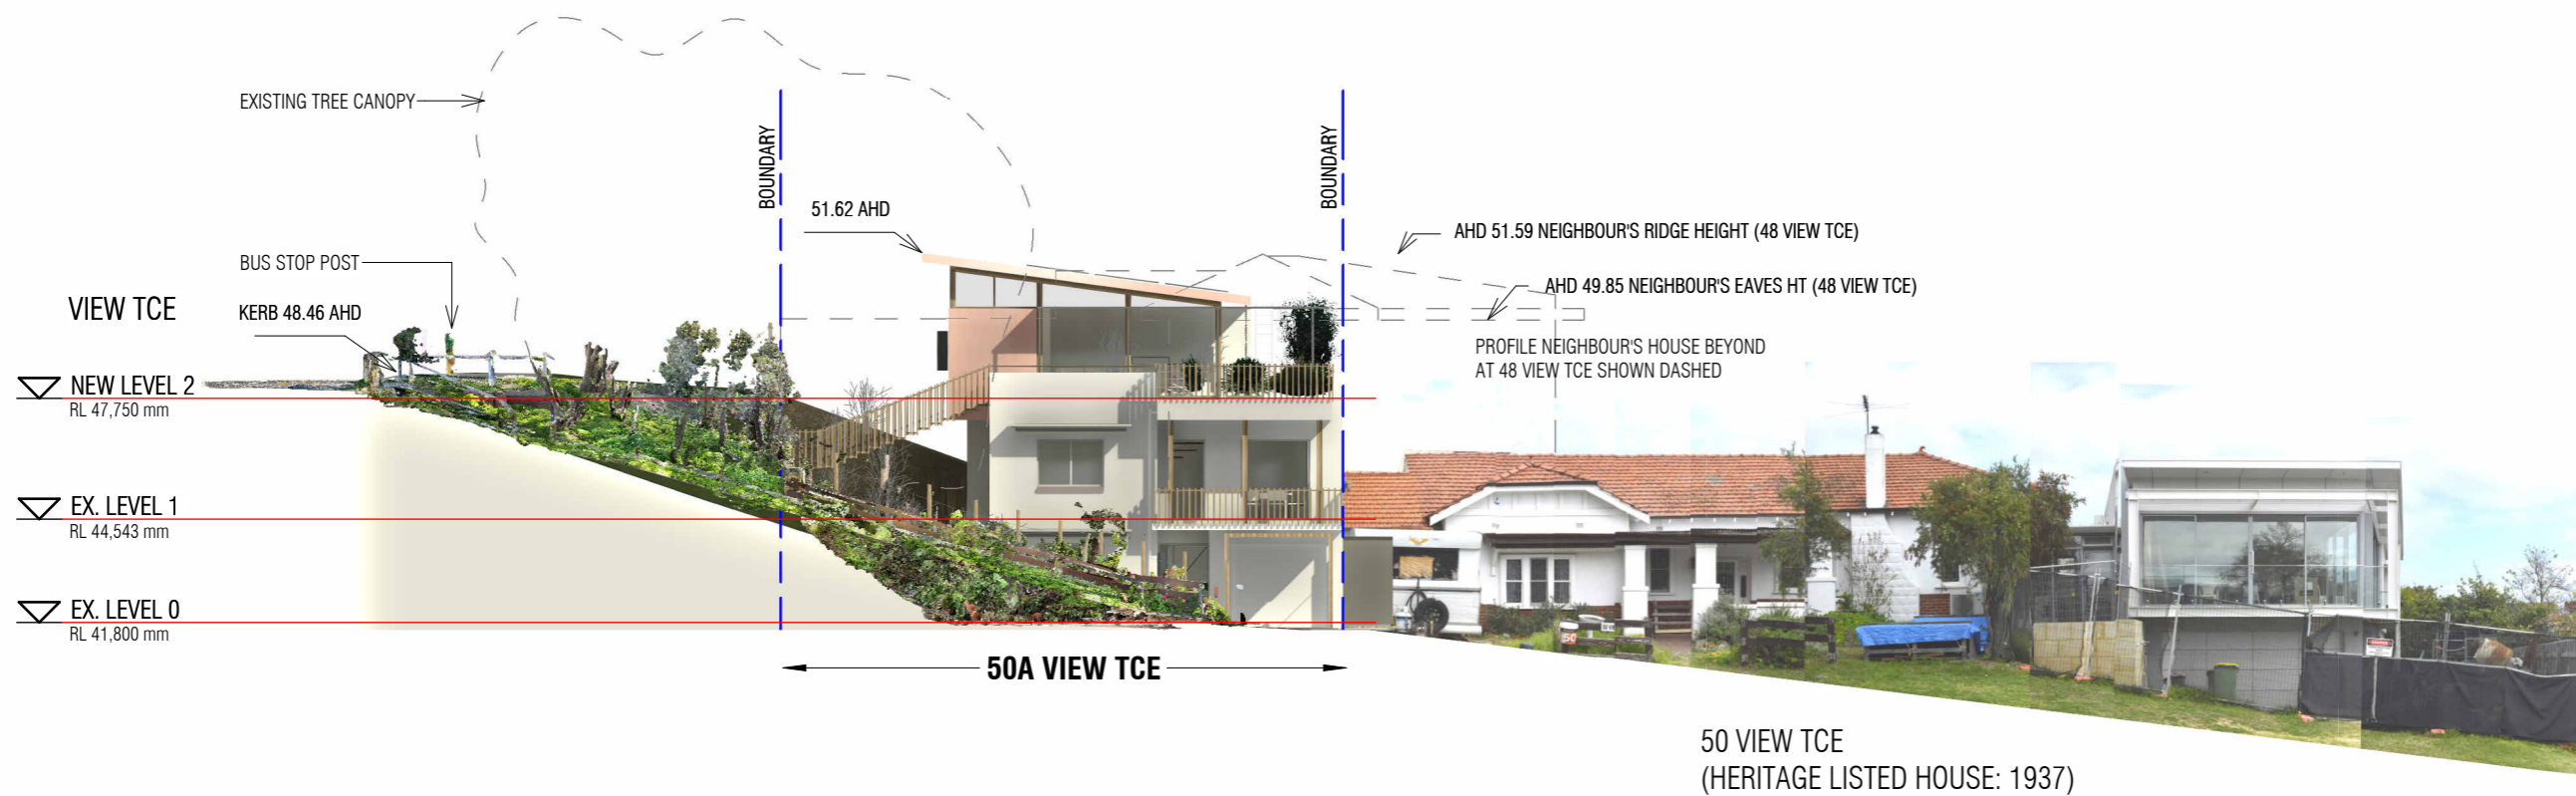 EXISTING TREE CANOPY
BOUNDARY
BOUNDARY
51.62 AHD
AHD 51.59 NEIGHBOUR'S RIDGE HEIGHT (48 VIEW TCE)
BUS STOP POST
AHD 49.85 NEIGHBOUR'S EAVES HT (48 VIEW TCE)
VIEW TCE
KERB 48.46 AHD
PROFILE NEIGHBOUR'S HOUSE BEYOND
AT 48 VIEW TCE SHOWN DASHED
NEW LEVEL 2
RL 47,750 mm
EX. LEVEL 1
RL 44,543 mm
EX. LEVEL 0
RL 41,800 mm
50
50A VIEW TCE
50 VIEW TCE
(HERITAGE LISTED HOUSE: 1937)